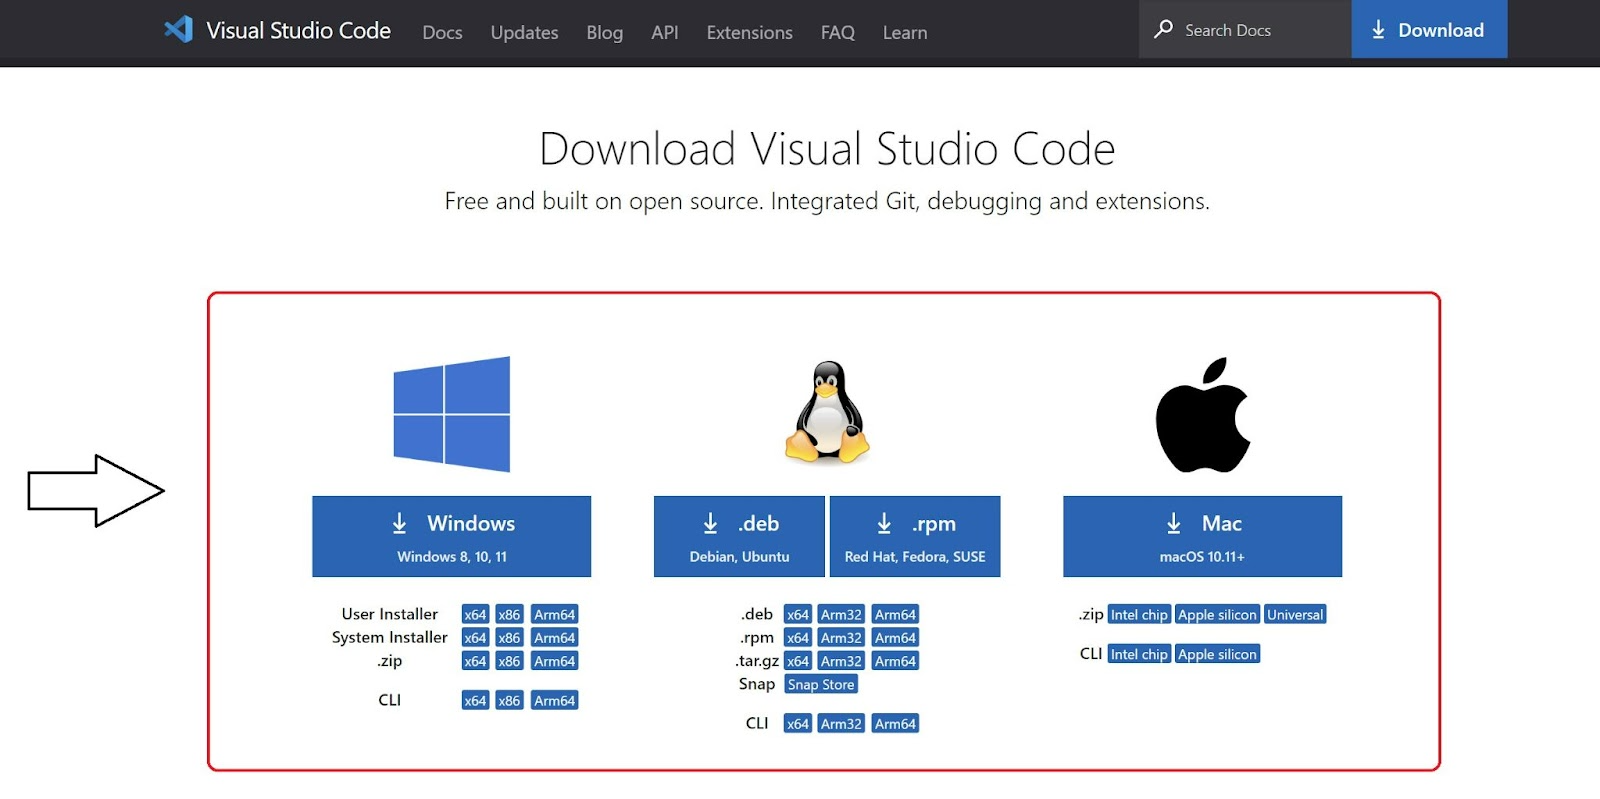 Visual Studio Code Docs Updates Blog API Extensions FAQ Learn Search Docs Download
Download Visual Studio Code
Free and built on open source. Integrated Git, debugging and extensions.
Windows
Windows 8, 10, 11
User Installer x64 x86 Arm64
System Installer x64 x86 Arm64
.zip x64 x86 Arm64
CLI x64 x86 Arm64
.deb
Debian, Ubuntu
.rpm
Red Hat, Fedora, SUSE
.deb x64 Arm32 Arm64
.rpm x64 Arm32 Arm64
.tar.gz x64 Arm32 Arm64
Snap Snap Store
CLI x64 Arm32 Arm64
Mac
macOS 10.11+
.zip Intel chip Apple silicon Universal
CLI Intel chip Apple silicon